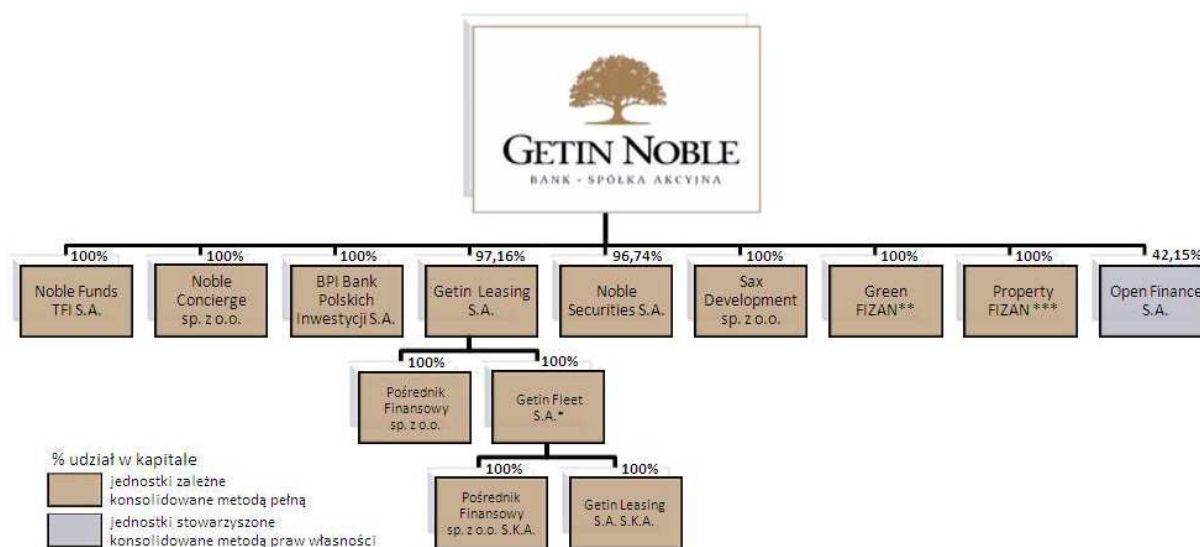 GETIN NOBLE
BANK - SPÓŁKA AKCYJNA
100%
100%
100%
97,16%
96,74%
100%
100%
100%
42,15%
Noble Funds
TFI S.A.
Noble
Concierge
sp. z o.o.
BPI Bank
Polskich
Inwestycji S.A.
Getin Leasing
S.A.
Noble
Securities S.A.
Sax
Development
sp. z o.o.
Green
FIZAN**
Property
FIZAN ***
Open Finance
S.A.
100%
100%
Pośrednik
Finansowy
sp. z o.o.
Getin Fleet
S.A.*
100%
100%
Pośrednik
Finansowy
sp. z o.o. S.K.A.
Getin Leasing
S.A. S.K.A.
% udział w kapitale
jednostki zależne
konsolidowane metodą pełną
jednostki stowarzyszone
konsolidowane metodą praw własności